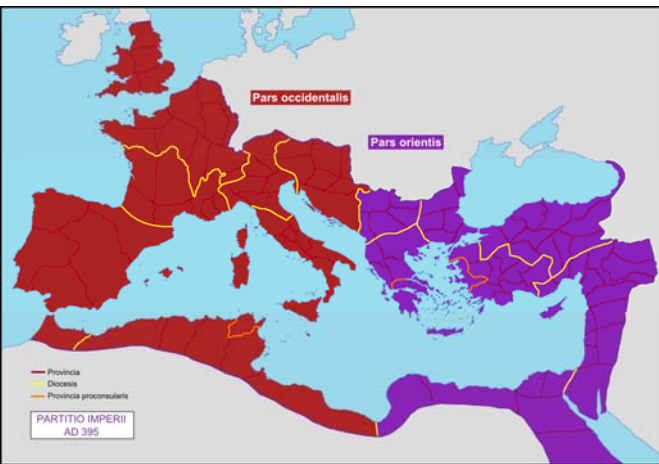 Pars occidentalis
Pars orientis
Provincia
Diocesis
Provincia proconsularis
PARTITIO IMPERII
AD 395